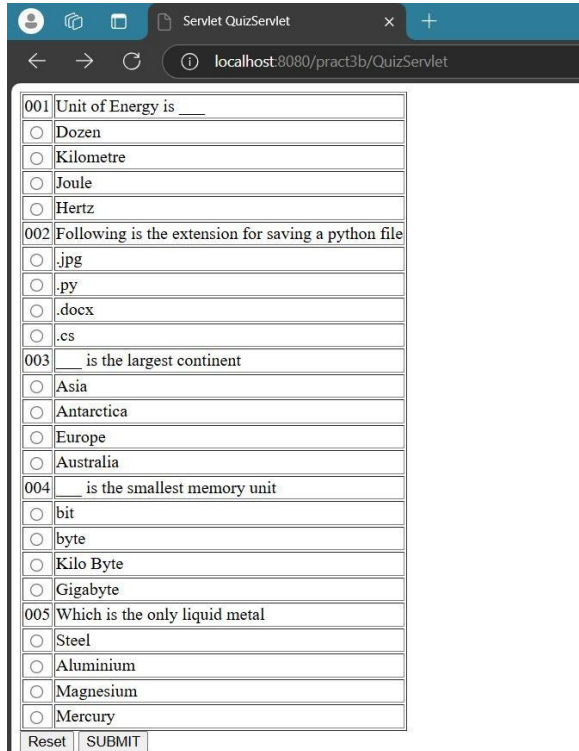 Servlet QuizServlet
localhost:8080/pract3b/QuizServlet
001 Unit of Energy is ___
Dozen
Kilometre
Joule
Hertz
002 Following is the extension for saving a python file
.jpg
.py
.docx
.cs
003 ___ is the largest continent
Asia
Antarctica
Europe
Australia
004 ___ is the smallest memory unit
bit
byte
Kilo Byte
Gigabyte
005 Which is the only liquid metal
Steel
Aluminium
Magnesium
Mercury
Reset SUBMIT